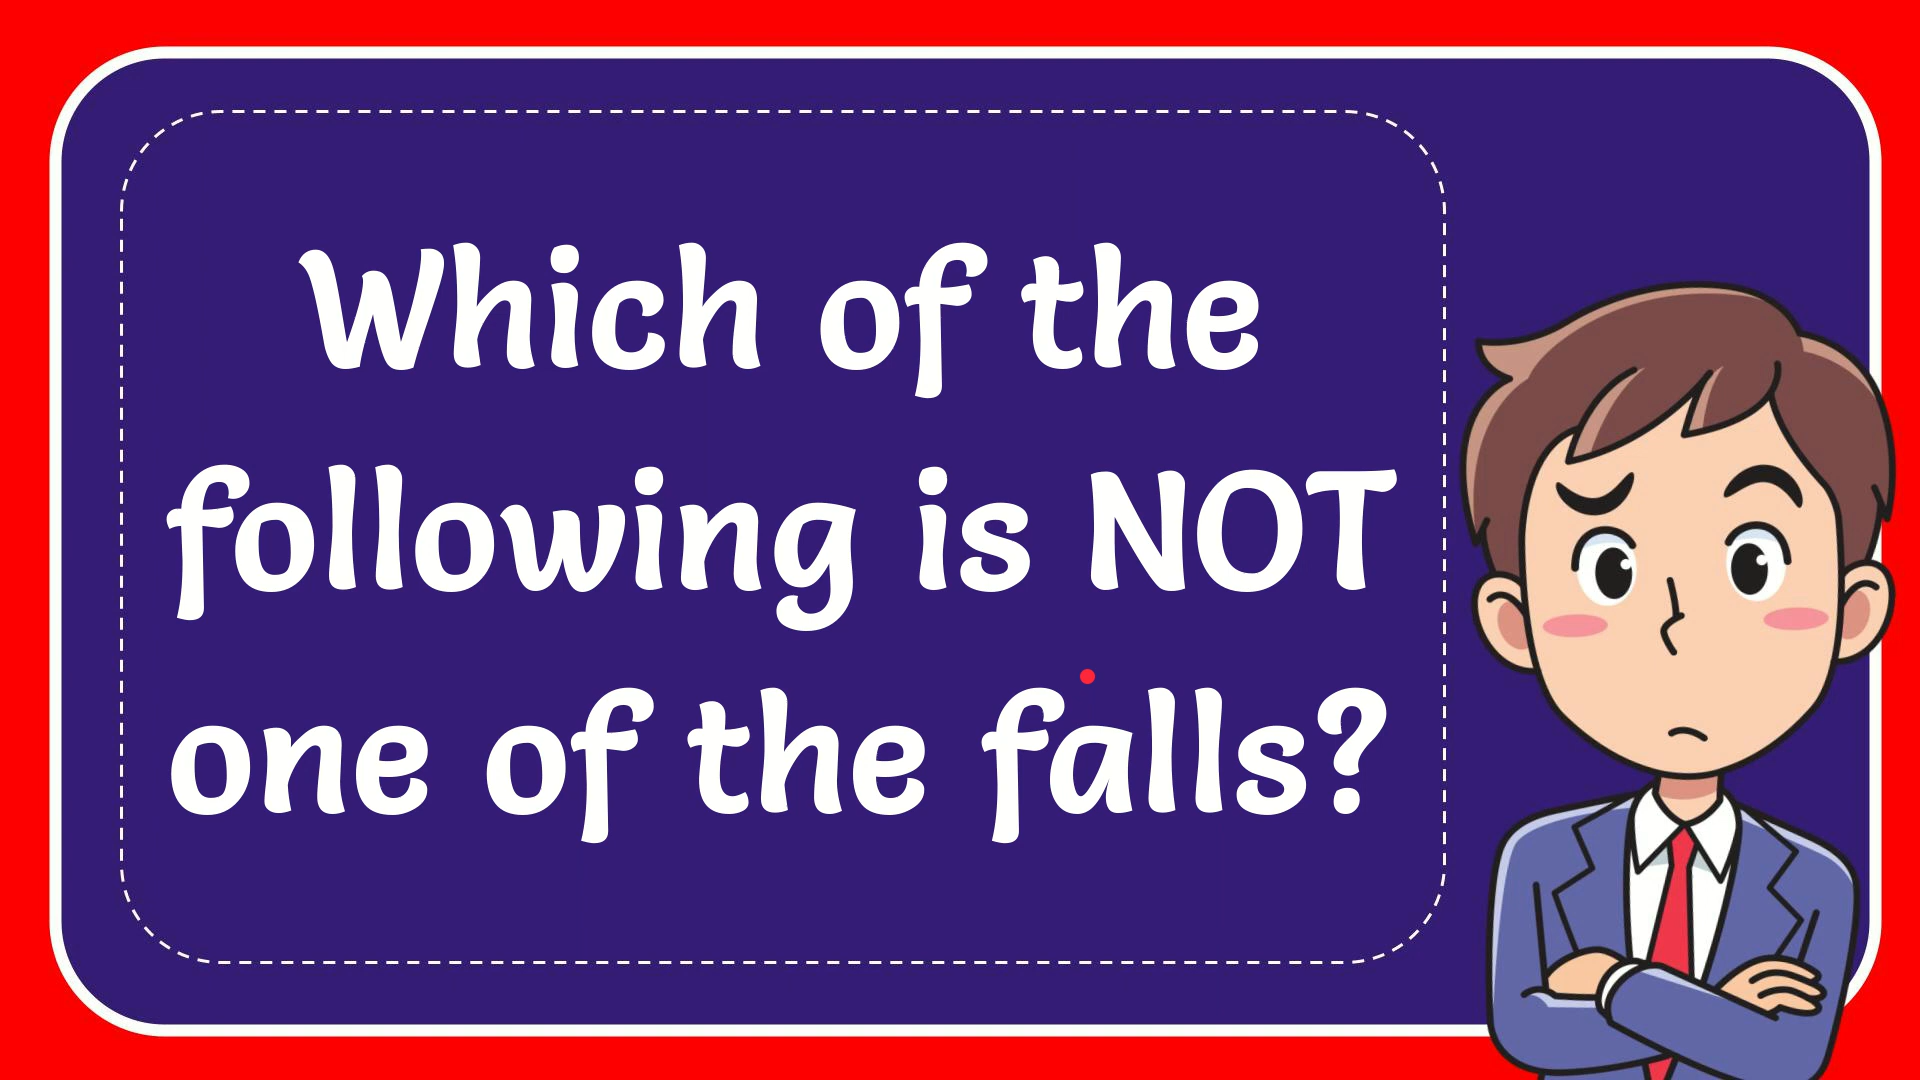 Which of the
following is NOT
one of the falls?